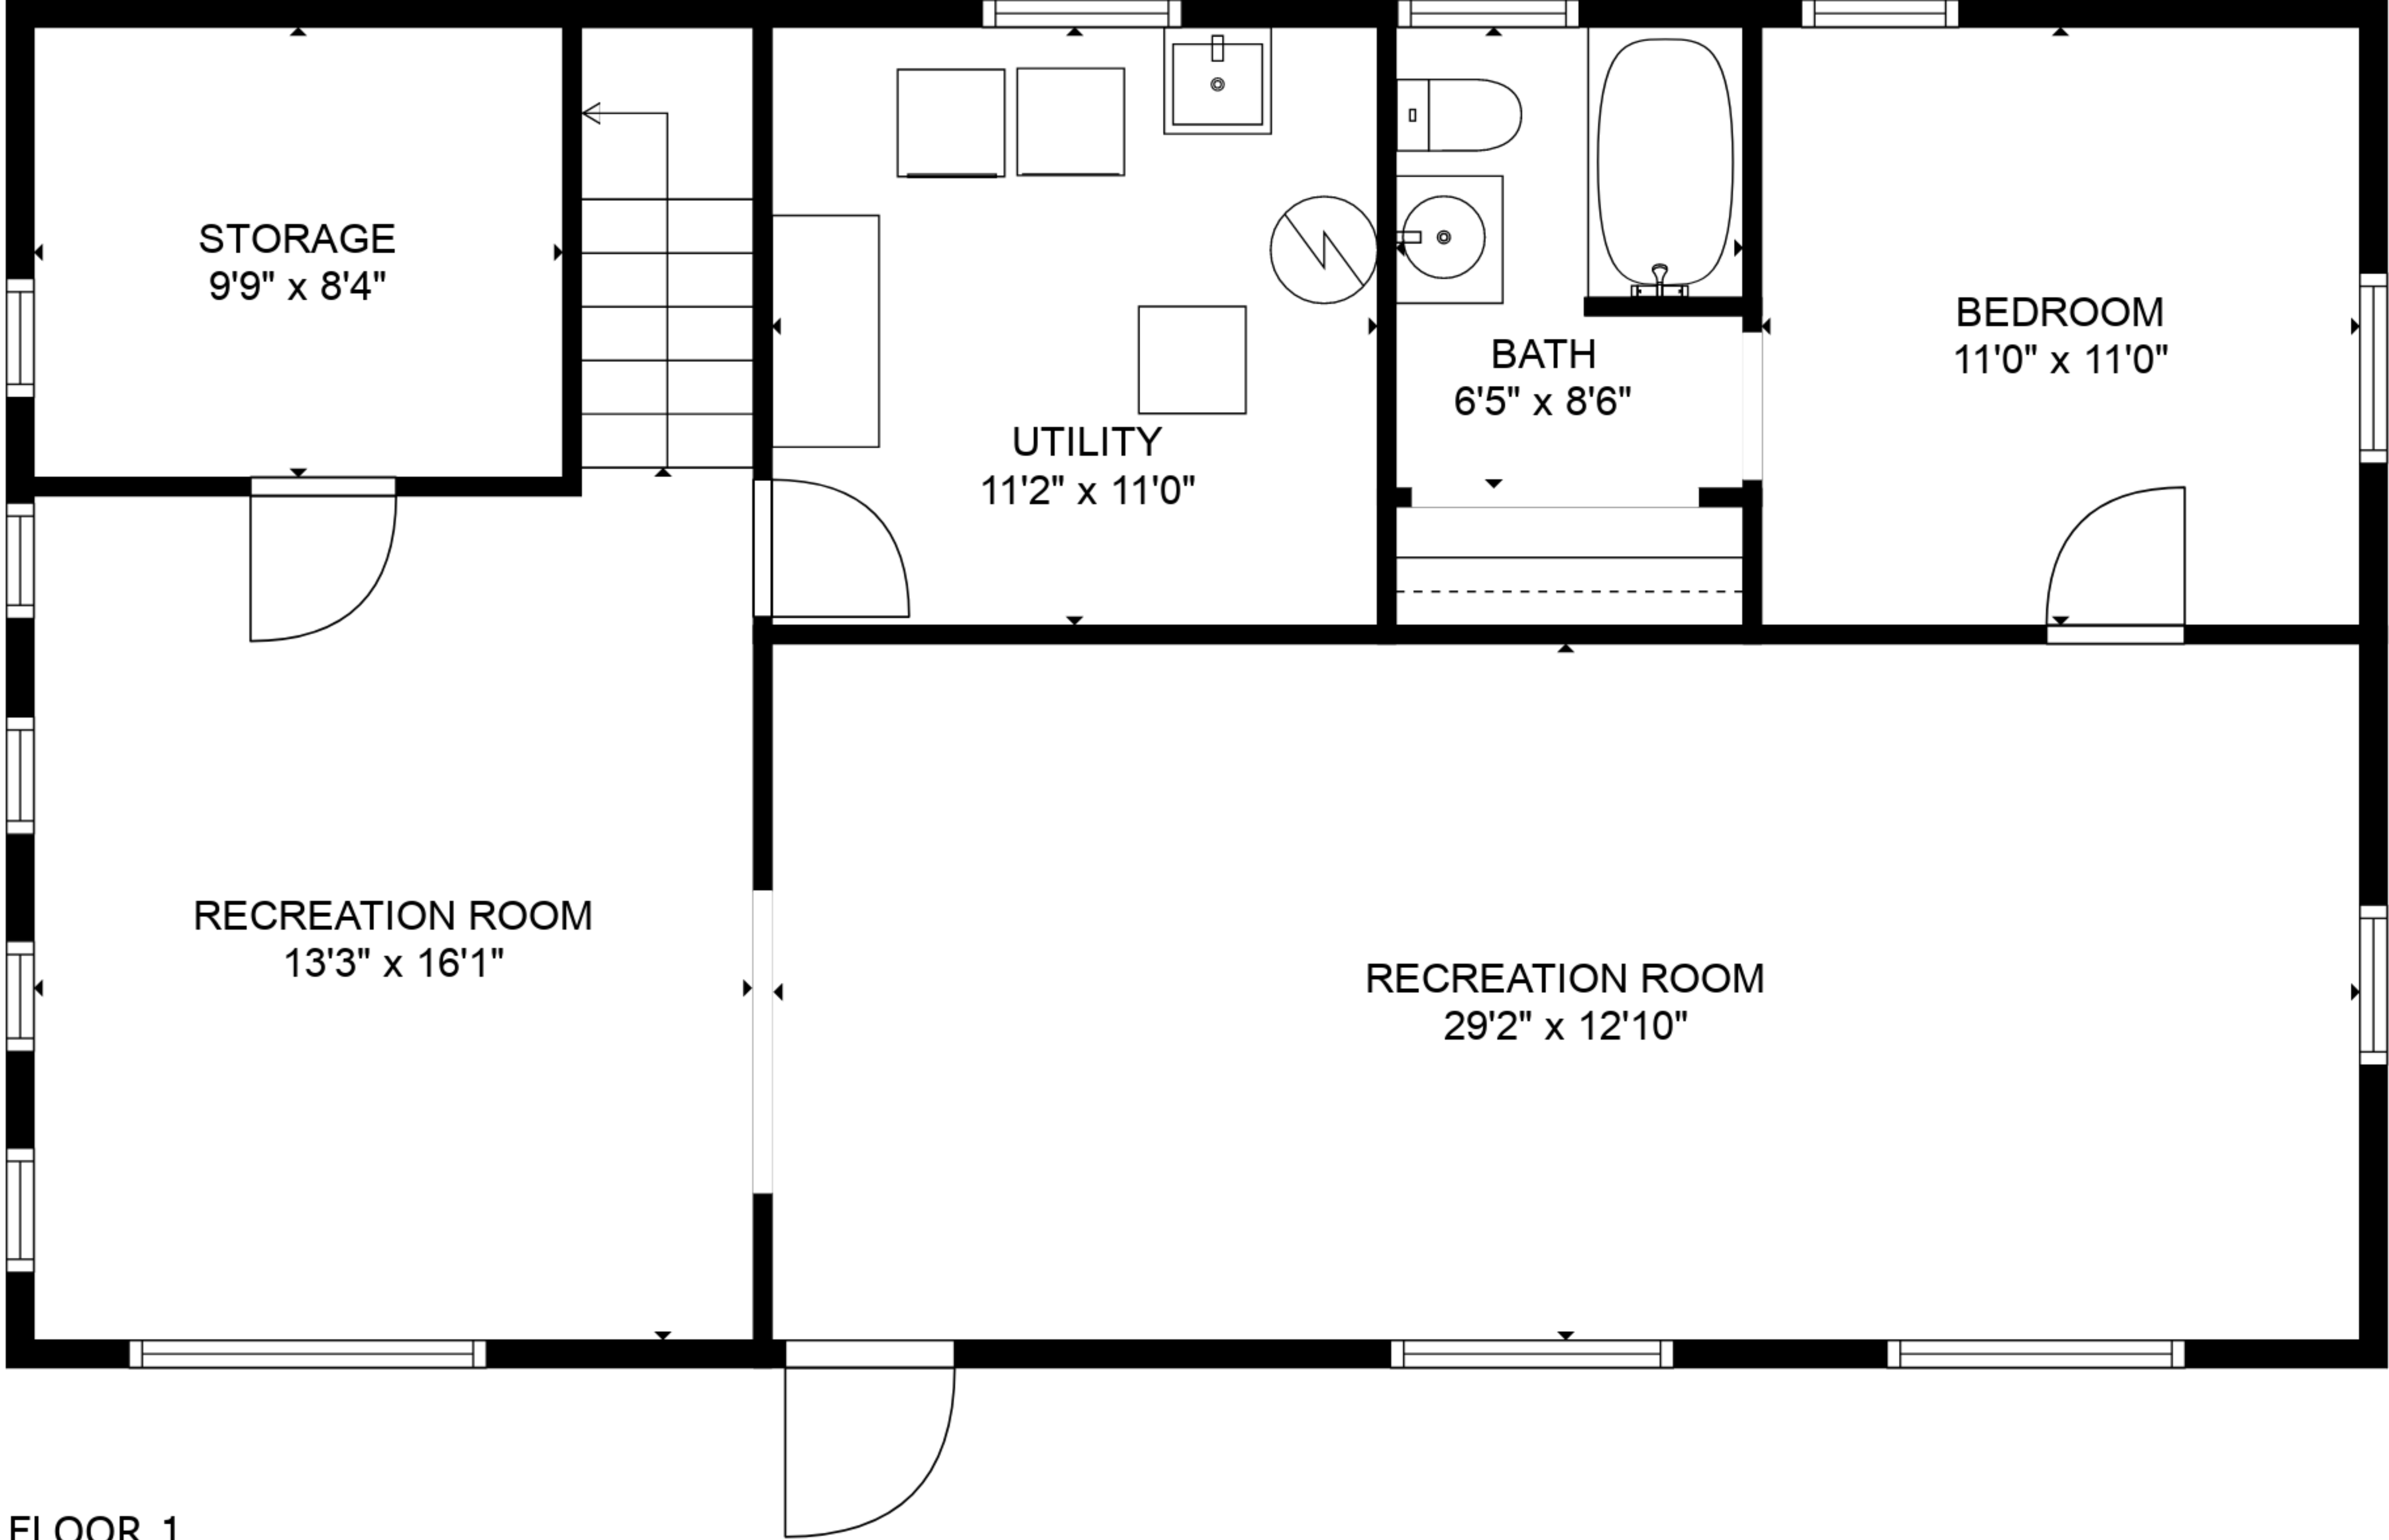 STORAGE
9'9" x 8'4"
UTILITY
11'2" x 11'0"
BATH
6'5" x 8'6"
BEDROOM
11'0" x 11'0"
RECREATION ROOM
13'3" x 16'1"
RECREATION ROOM
29'2" x 12'10"
FLOOR 1